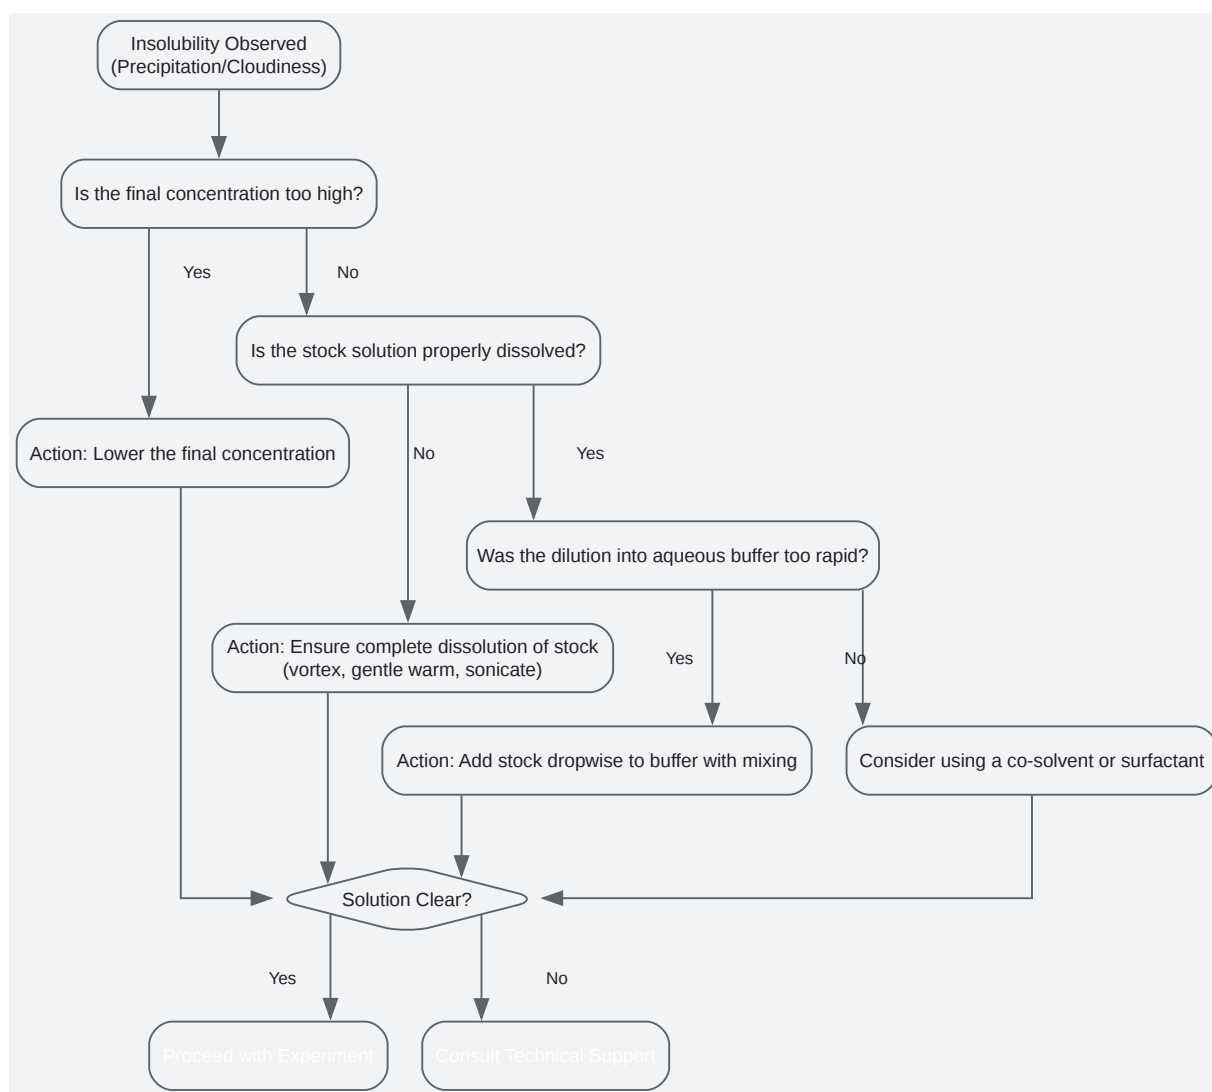 Insolubility Observed
(Precipitation/Cloudiness)
Is the final concentration too high?
Yes
No
Is the stock solution properly dissolved?
Action: Lower the final concentration
No
Yes
Was the dilution into aqueous buffer too rapid?
Action: Ensure complete dissolution of stock
(vortex, gentle warm, sonicate)
Yes
No
Action: Add stock dropwise to buffer with mixing
Consider using a co-solvent or surfactant
Solution Clear?
Yes
No
Proceed with Experiment
Consult Technical Support